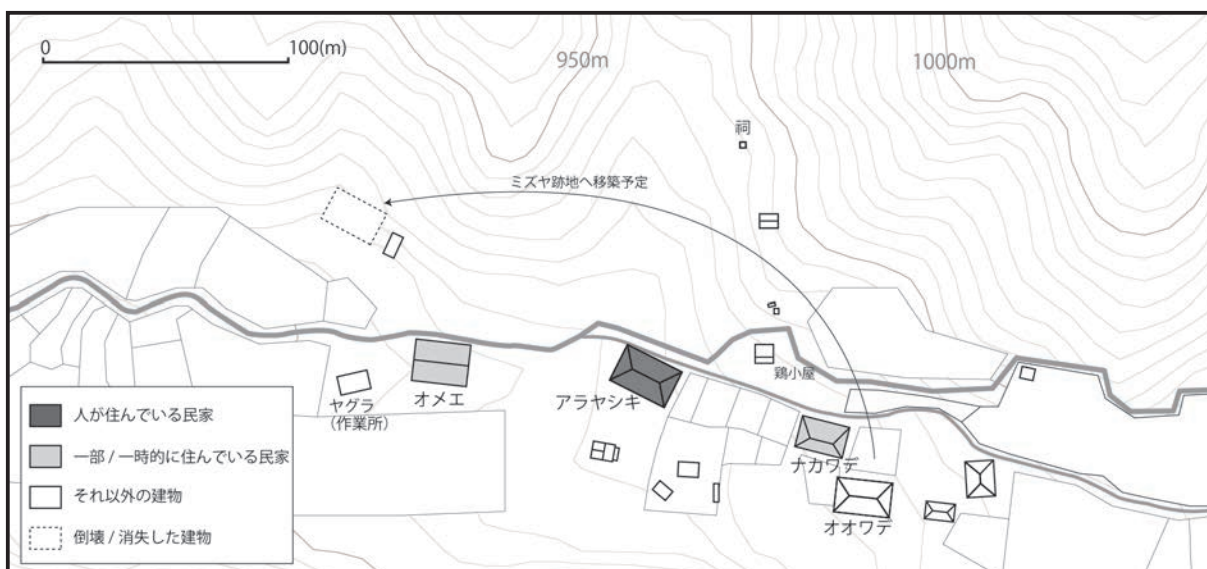 0
100(m)
950m
1000m
祠
ミズヤ跡地へ移築予定
鶏小屋
ヤグラ
（作業所）
オメエ
アラヤシキ
ナカワデ
オオワデ
人が住んでいる民家
一部 / 一時的に住んでいる民家
それ以外の建物
倒壊 / 消失した建物